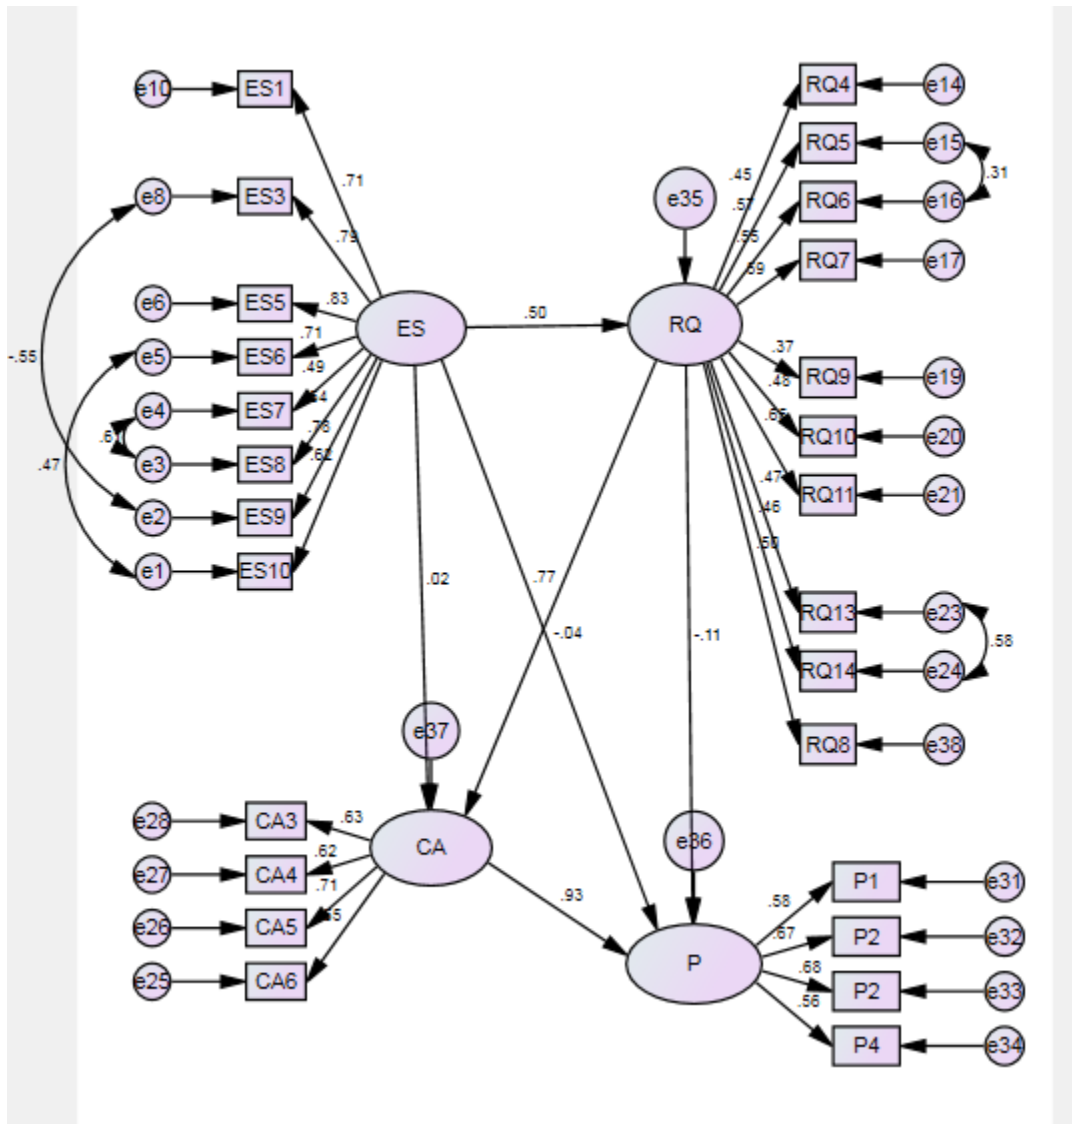 e10 ES1
.71
e8 ES3
.79
e6 ES5 .83
e5 ES6 .71
e4 ES7 .49
e3 ES8
e2 ES9
e1 ES10
-.55
.47
.62
ES
.50
RQ
e35
RQ4 e14
RQ5 e15
RQ6 e16
.31
RQ7 e17
.45
.57
.55
RQ9 e19
.37
.48
RQ10 e20
RQ11 e21
.47
.46
.50
RQ13 e23
RQ14 e24
.58
RQ8 e38
.02
.77
-.04
-.11
e37
CA
e28 CA3 .63
e27 CA4 .62
e26 CA5 .71
e25 CA6
.93
e36
P
.58 P1 e31
.67 P2 e32
.68 P2 e33
.56 P4 e34